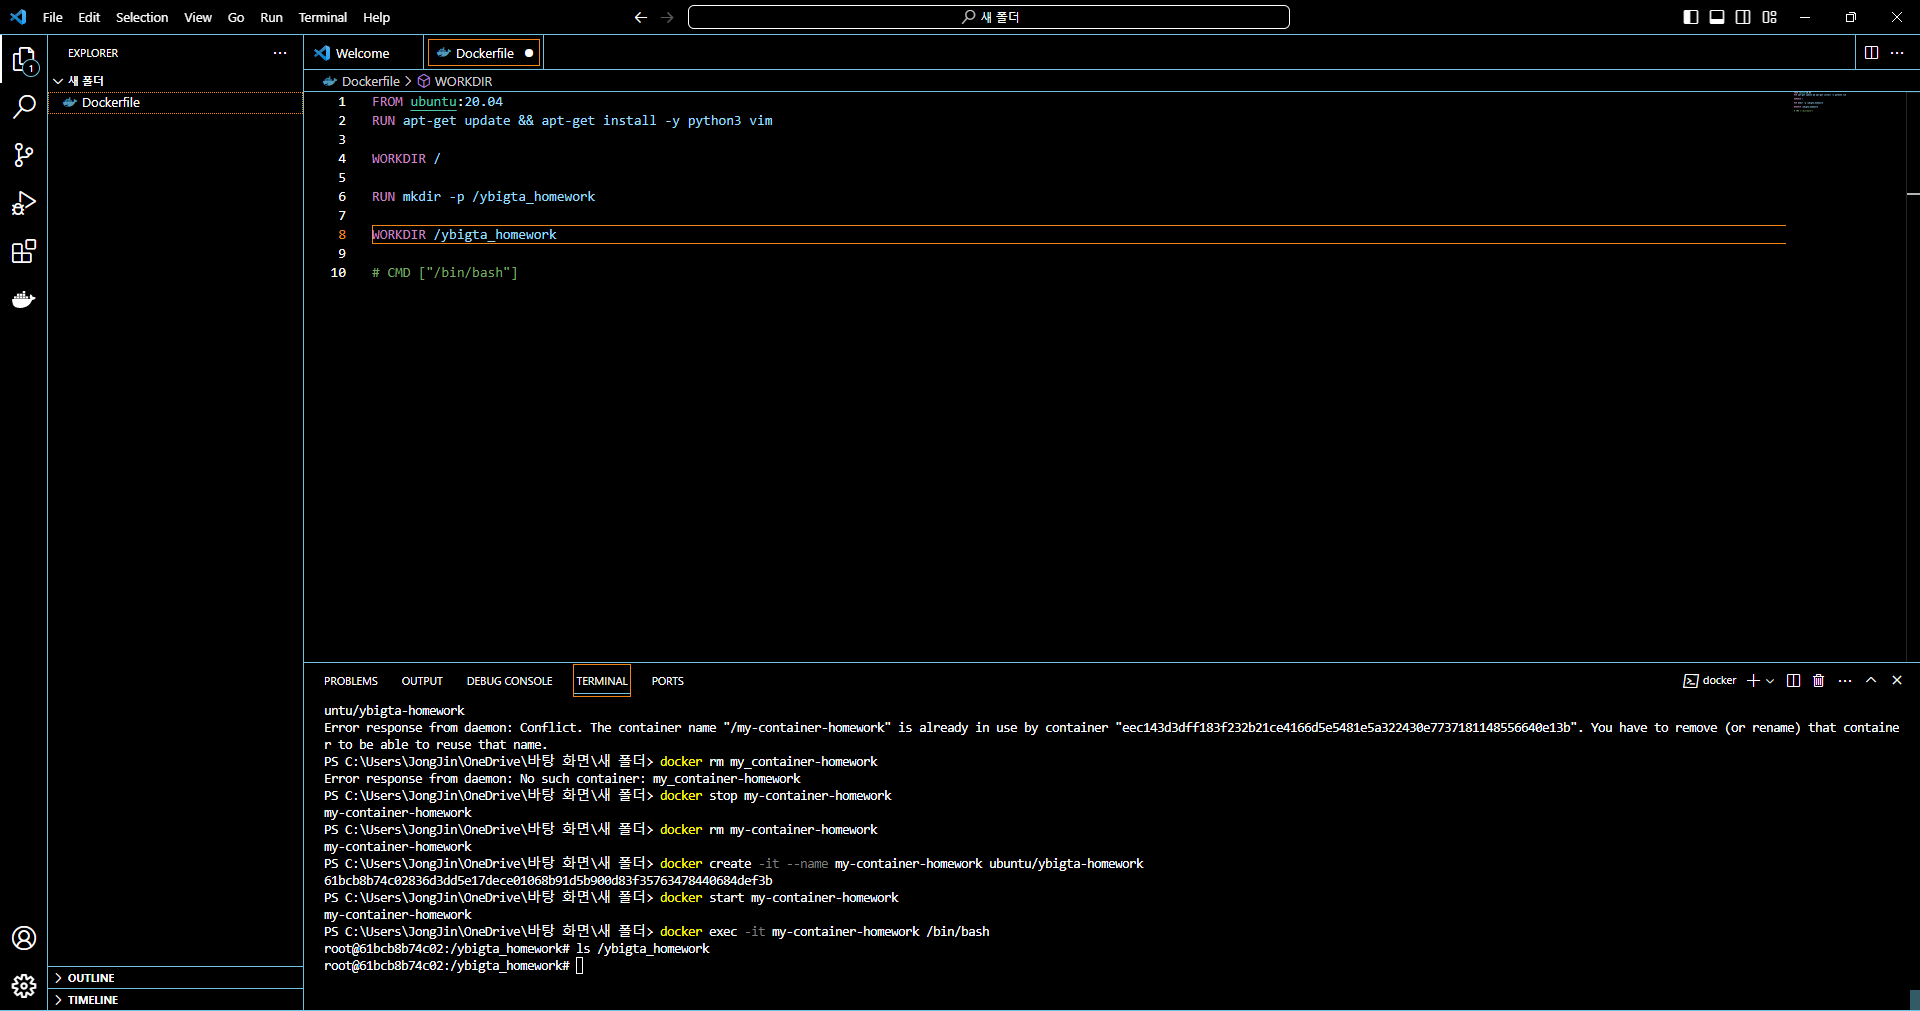 File Edit Selection View Go Run Terminal Help
새 폴더
EXPLORER
Welcome
Dockerfile
새 폴더
Dockerfile > WORKDIR
Dockerfile
1 FROM ubuntu:20.04
2 RUN apt-get update && apt-get install -y python3 vim
3
4 WORKDIR /
5
6 RUN mkdir -p /ybigta_homework
7
8 WORKDIR /ybigta_homework
9
10 # CMD ["/bin/bash"]
1
PROBLEMS OUTPUT DEBUG CONSOLE TERMINAL PORTS
docker
untu/ybigta-homework
Error response from daemon: Conflict. The container name "/my-container-homework" is already in use by container "eec143d3dff183f232b21ce4166d5e5481e5a322430e7737181148556640e13b". You have to remove (or rename) that containe
r to be able to reuse that name.
PS C:\Users\JongJin\OneDrive\바탕 화면\새 폴더> docker rm my_container-homework
Error response from daemon: No such container: my_container-homework
PS C:\Users\JongJin\OneDrive\바탕 화면\새 폴더> docker stop my-container-homework
my-container-homework
PS C:\Users\JongJin\OneDrive\바탕 화면\새 폴더> docker rm my-container-homework
my-container-homework
PS C:\Users\JongJin\OneDrive\바탕 화면\새 폴더> docker create -it --name my-container-homework ubuntu/ybigta-homework
61bcb8b74c02836d3dd5e17dece01068b91d5b900d83f35763478440684def3b
PS C:\Users\JongJin\OneDrive\바탕 화면\새 폴더> docker start my-container-homework
my-container-homework
PS C:\Users\JongJin\OneDrive\바탕 화면\새 폴더> docker exec -it my-container-homework /bin/bash
root@61bcb8b74c02:/ybigta_homework# ls /ybigta_homework
root@61bcb8b74c02:/ybigta_homework#
OUTLINE
TIMELINE